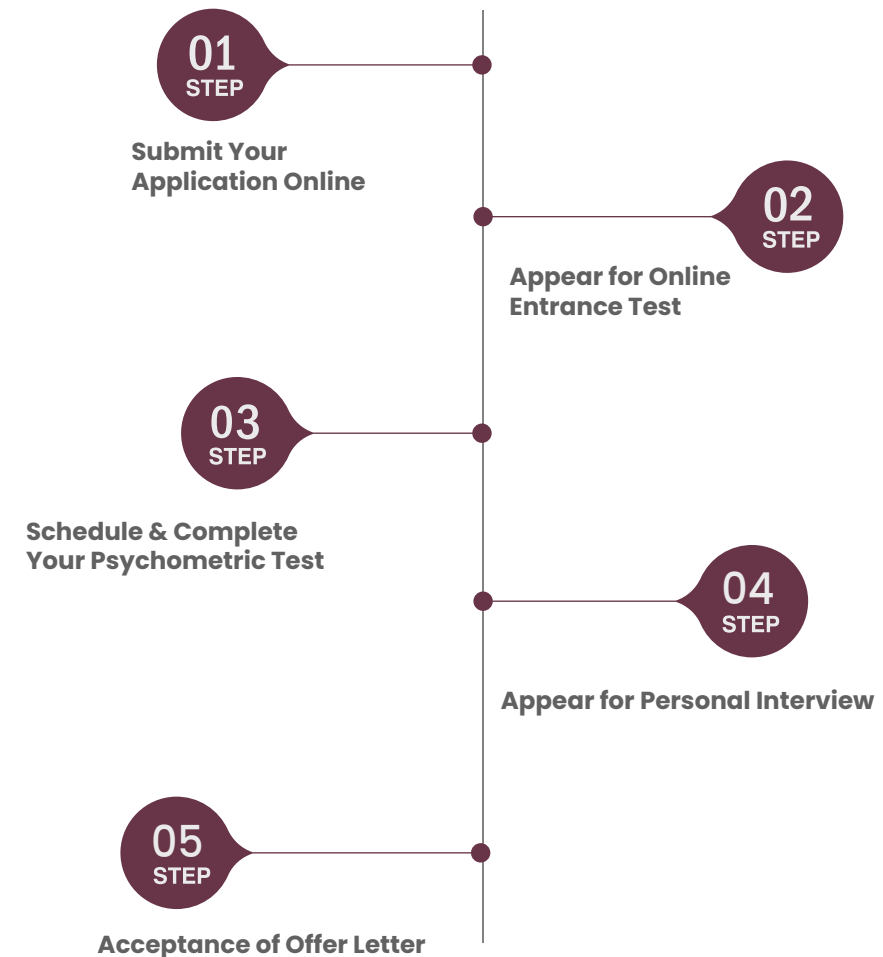 01
STEP
Submit Your
Application Online
02
STEP
Appear for Online
Entrance Test
03
STEP
Schedule & Complete
Your Psychometric Test
04
STEP
Appear for Personal Interview
05
STEP
Acceptance of Offer Letter